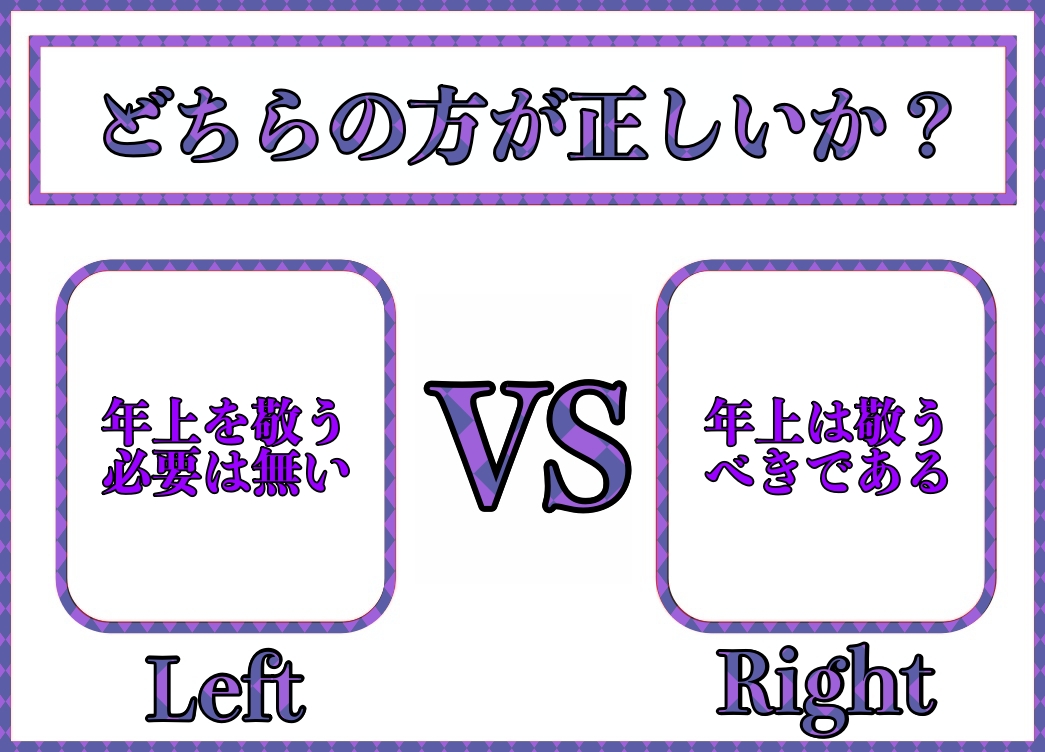 どちらの方が正しいか？
年上を敬う
必要は無い
VS
年上は敬う
べきである
Left
Right